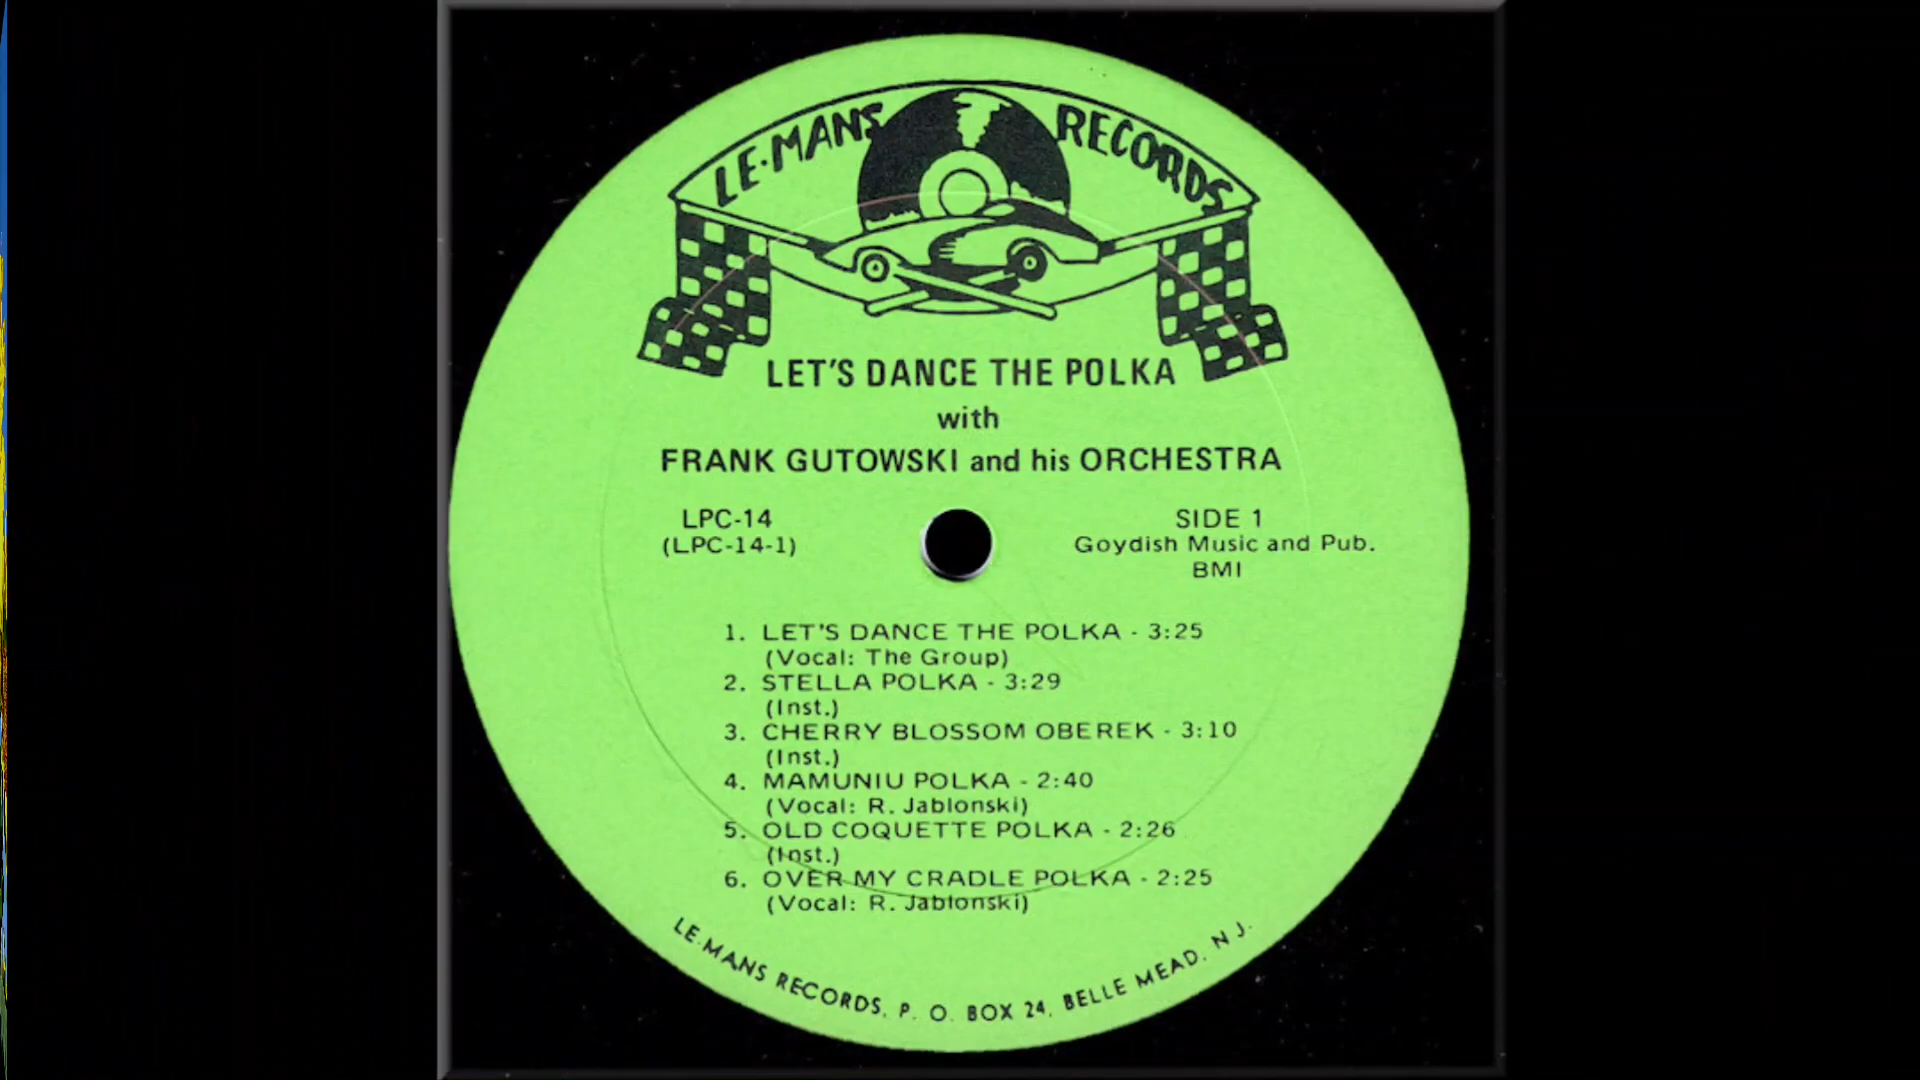 LE-MANS RECORDS
LET'S DANCE THE POLKA
with
FRANK GUTOWSKI and his ORCHESTRA
LPC-14
(LPC-14-1)
SIDE 1
Goydish Music and Pub.
BMI
1. LET'S DANCE THE POLKA - 3:25
(Vocal: The Group)
2. STELLA POLKA - 3:29
(Inst.)
3. CHERRY BLOSSOM OBEREK - 3:10
(Inst.)
4. MAMUNIU POLKA - 2:40
(Vocal: R. Jablonski)
5. OLD COQUETTE POLKA - 2:26
(Inst.)
6. OVER MY CRADLE POLKA - 2:25
(Vocal: R. Jablonski)
LE-MANS RECORDS, P. O. BOX 24, BELLE MEAD, N.J.